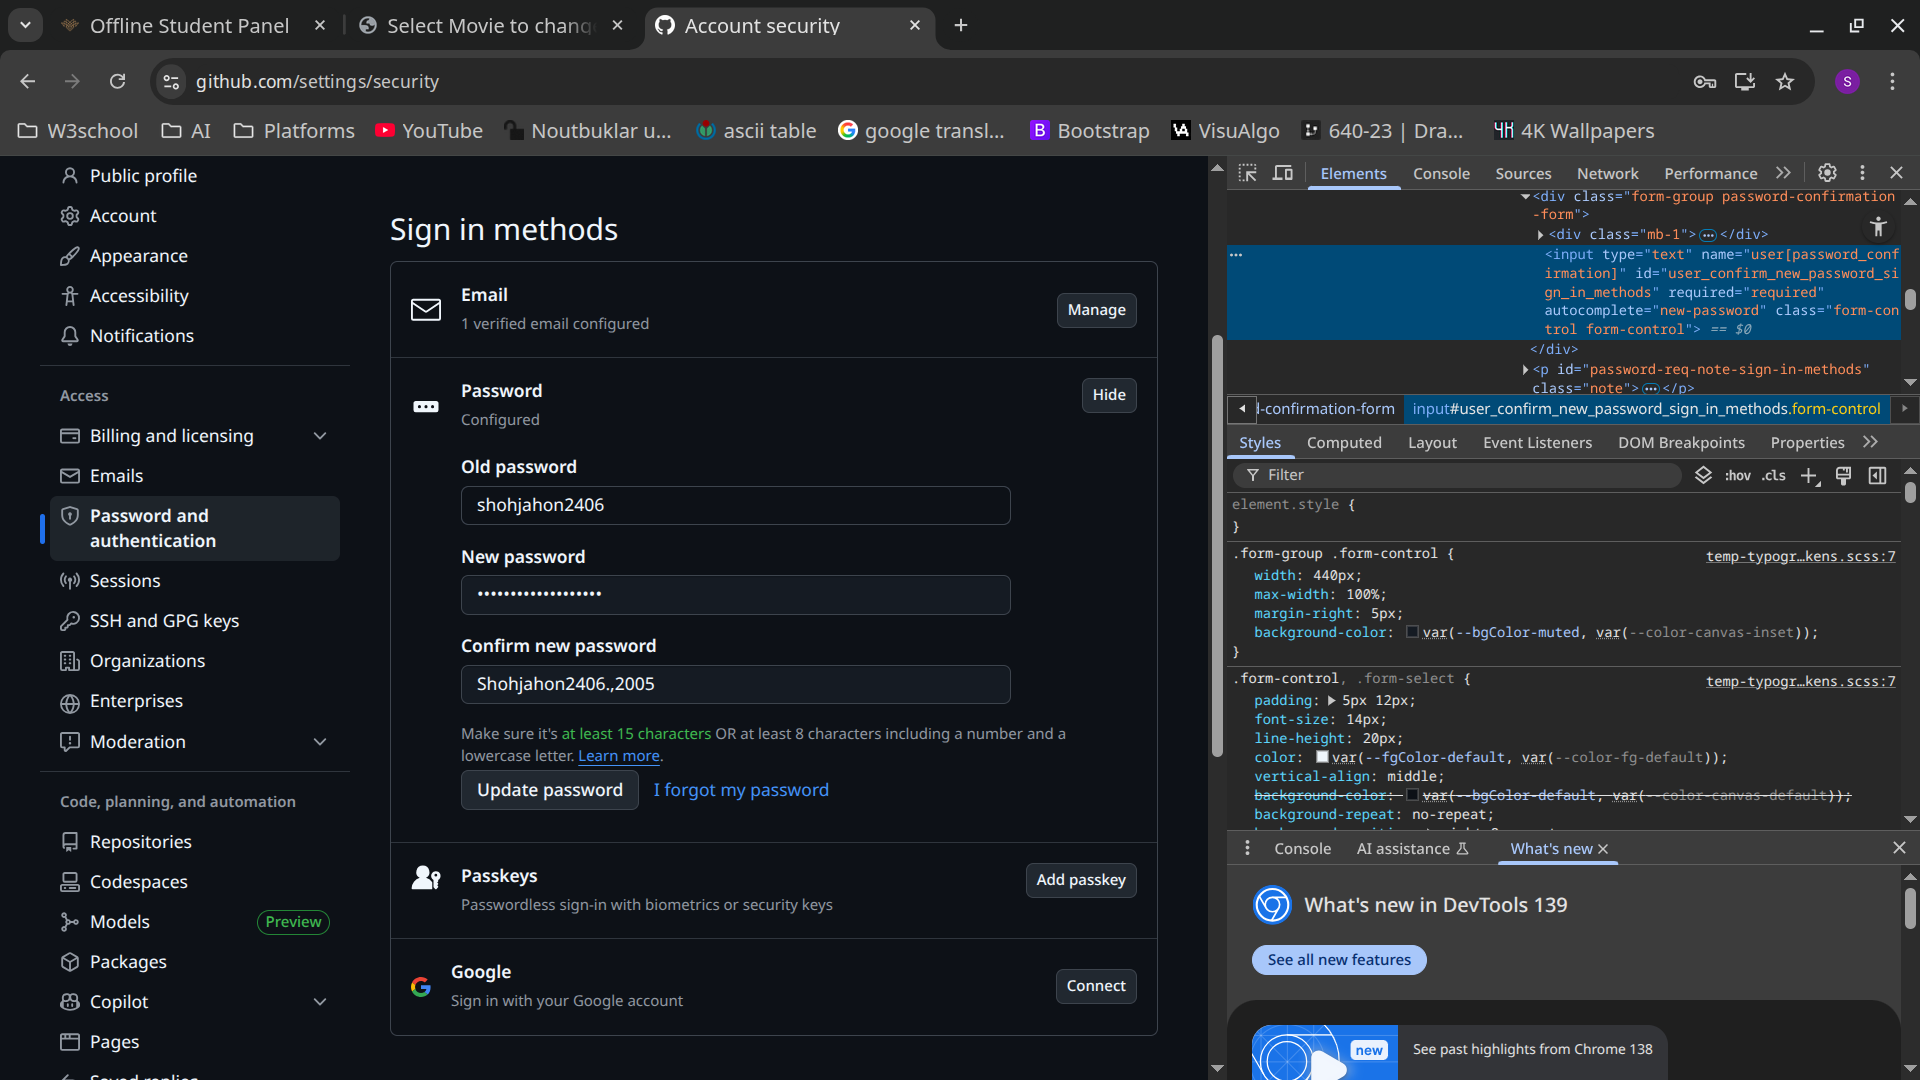 Offline Student Panel
Select Movie to chang
Account security
github.com/settings/security
S
W3school
AI
Platforms
YouTube
Noutbuklar u...
ascii table
google transl...
Bootstrap
VisuAlgo
640-23 | Dra...
4K Wallpapers
Public profile
Account
Appearance
Accessibility
Notifications
Access
Billing and licensing
Emails
Password and
authentication
Sessions
SSH and GPG keys
Organizations
Enterprises
Moderation
Code, planning, and automation
Repositories
Codespaces
Models
Preview
Packages
Copilot
Pages
Sign in methods
Email
1 verified email configured
Manage
Password
Configured
Hide
Old password
shohjahon2406
New password
•••••••••••••••••••
Confirm new password
Shohjahon2406.,2005
Make sure it's at least 15 characters OR at least 8 characters including a number and a
lowercase letter. Learn more.
Update password
I forgot my password
Passkeys
Passwordless sign-in with biometrics or security keys
Add passkey
Google
Sign in with your Google account
Connect
Elements
Console
Sources
Network
Performance
<div class="form-group password-confirmation
-form">
<div class="mb-1">…</div>
<input type="text" name="user[password_conf
irmation]" id="user_confirm_new_password_si
gn_in_methods" required="required"
autocomplete="new-password" class="form-con
trol form-control"> == $0
</div>
<p id="password-req-note-sign-in-methods"
class="note">…</p>
-confirmation-form
input#user_confirm_new_password_sign_in_methods.form-control
Styles
Computed
Layout
Event Listeners
DOM Breakpoints
Properties
Filter
:hov
.cls
element.style {
}
.form-group .form-control {
temp-typogr…kens.scss:7
width: 440px;
max-width: 100%;
margin-right: 5px;
background-color: var(--bgColor-muted, var(--color-canvas-inset));
}
.form-control, .form-select {
temp-typogr…kens.scss:7
padding: 5px 12px;
font-size: 14px;
line-height: 20px;
color: var(--fgColor-default, var(--color-fg-default));
vertical-align: middle;
background-color: var(--bgColor-default, var(--color-canvas-default));
background-repeat: no-repeat;
Console
AI assistance
What's new
What's new in DevTools 139
See all new features
new
See past highlights from Chrome 138